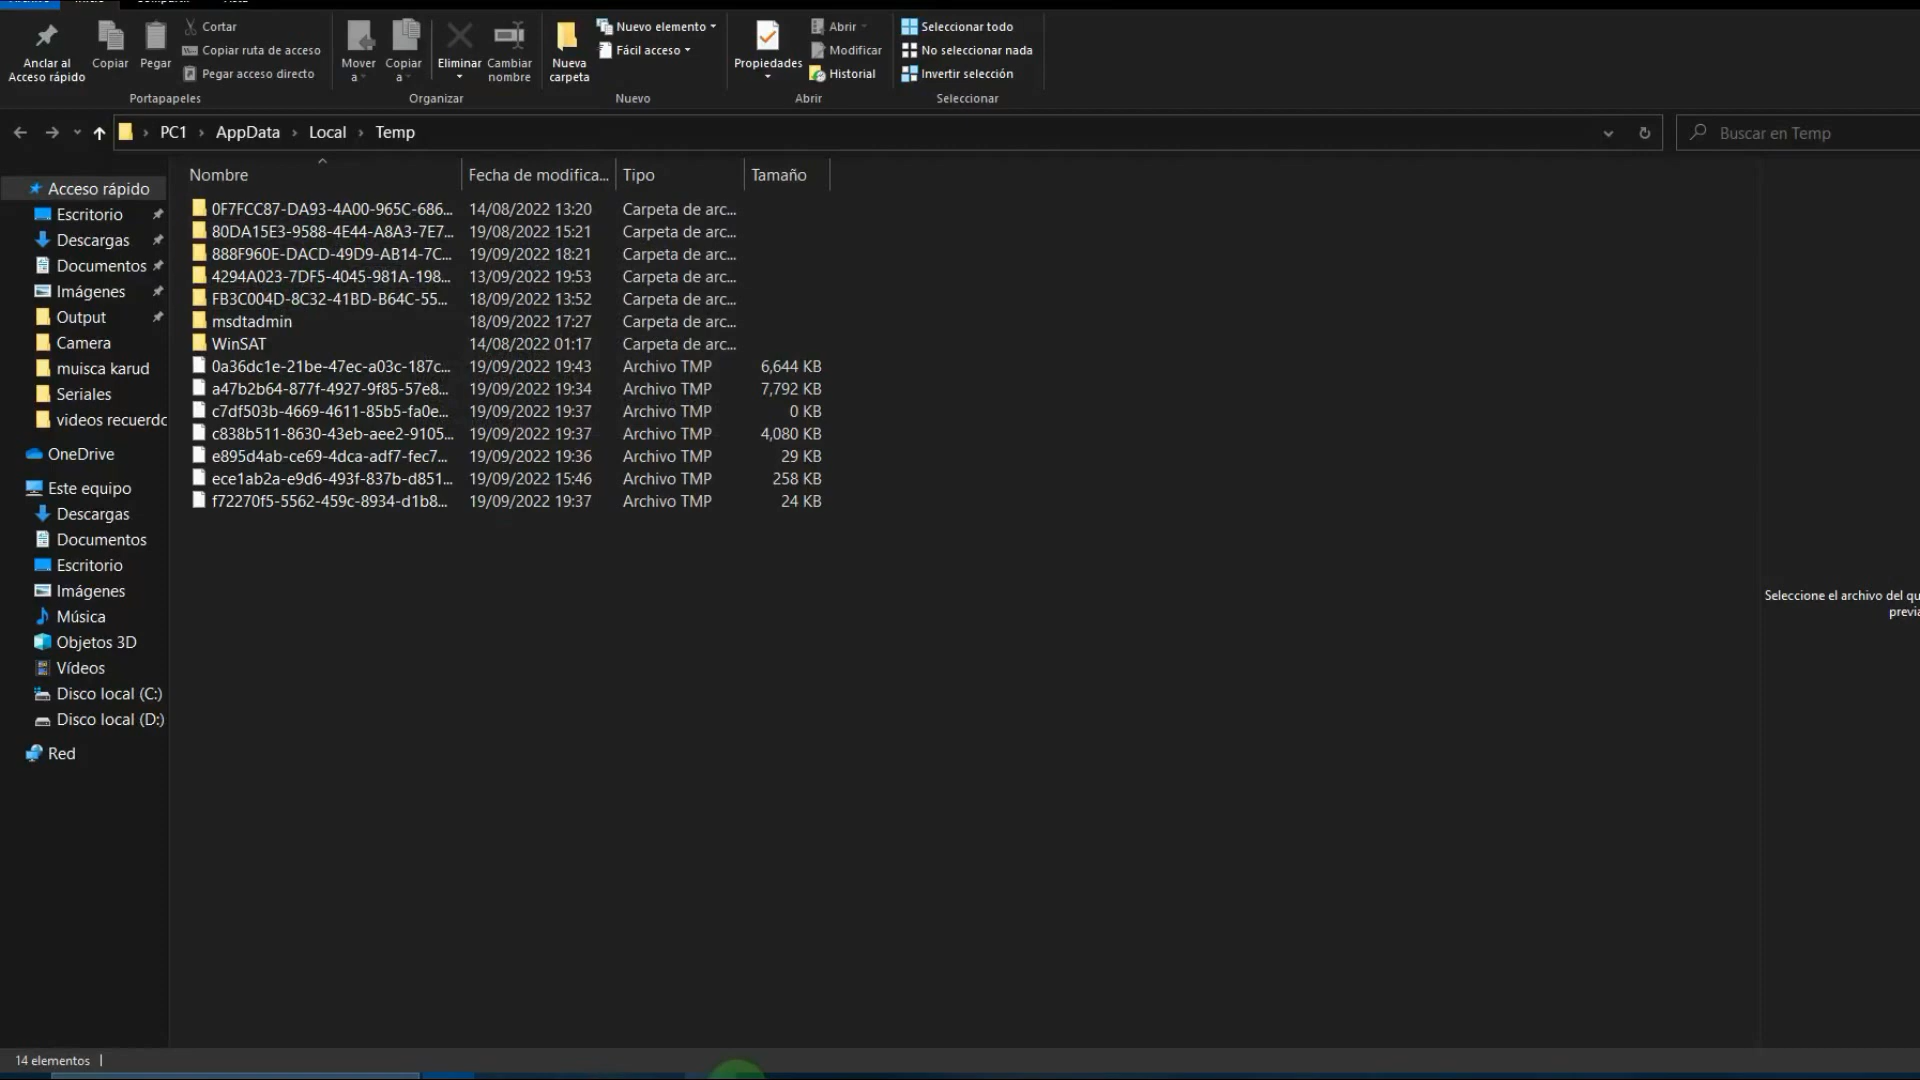 Cortar
Nuevo elemento
Abrir
Seleccionar todo
Copiar ruta de acceso
Fácil acceso
Modificar
No seleccionar nada
Anclar al
Acceso rápido
Copiar
Pegar
Pegar acceso directo
Mover
a
Copiar
a
Eliminar
Cambiar
nombre
Nueva
carpeta
Propiedades
Historial
Invertir selección
Portapapeles
Organizar
Nuevo
Abrir
Seleccionar
PC1 › AppData › Local › Temp
Buscar en Temp
Nombre Fecha de modifica... Tipo Tamaño
0F7FCC87-DA93-4A00-965C-686... 14/08/2022 13:20 Carpeta de arc...
80DA15E3-9588-4E44-A8A3-7E7... 19/08/2022 15:21 Carpeta de arc...
888F960E-DACD-49D9-AB14-7C... 19/09/2022 18:21 Carpeta de arc...
4294A023-7DF5-4045-981A-198... 13/09/2022 19:53 Carpeta de arc...
FB3C004D-8C32-41BD-B64C-55... 18/09/2022 13:52 Carpeta de arc...
msdtadmin 18/09/2022 17:27 Carpeta de arc...
WinSAT 14/08/2022 01:17 Carpeta de arc...
0a36dc1e-21be-47ec-a03c-187c... 19/09/2022 19:43 Archivo TMP 6,644 KB
a47b2b64-877f-4927-9f85-57e8... 19/09/2022 19:34 Archivo TMP 7,792 KB
c7df503b-4669-4611-85b5-fa0e... 19/09/2022 19:37 Archivo TMP 0 KB
c838b511-8630-43eb-aee2-9105... 19/09/2022 19:37 Archivo TMP 4,080 KB
e895d4ab-ce69-4dca-adf7-fec7... 19/09/2022 19:36 Archivo TMP 29 KB
ece1ab2a-e9d6-493f-837b-d851... 19/09/2022 15:46 Archivo TMP 258 KB
f72270f5-5562-459c-8934-d1b8... 19/09/2022 19:37 Archivo TMP 24 KB
Acceso rápido
Escritorio
Descargas
Documentos
Imágenes
Output
Camera
muisca karud
Seriales
videos recuerdo
OneDrive
Este equipo
Descargas
Documentos
Escritorio
Imágenes
Música
Objetos 3D
Vídeos
Disco local (C:)
Disco local (D:)
Red
Seleccione el archivo del qu
previa
14 elementos